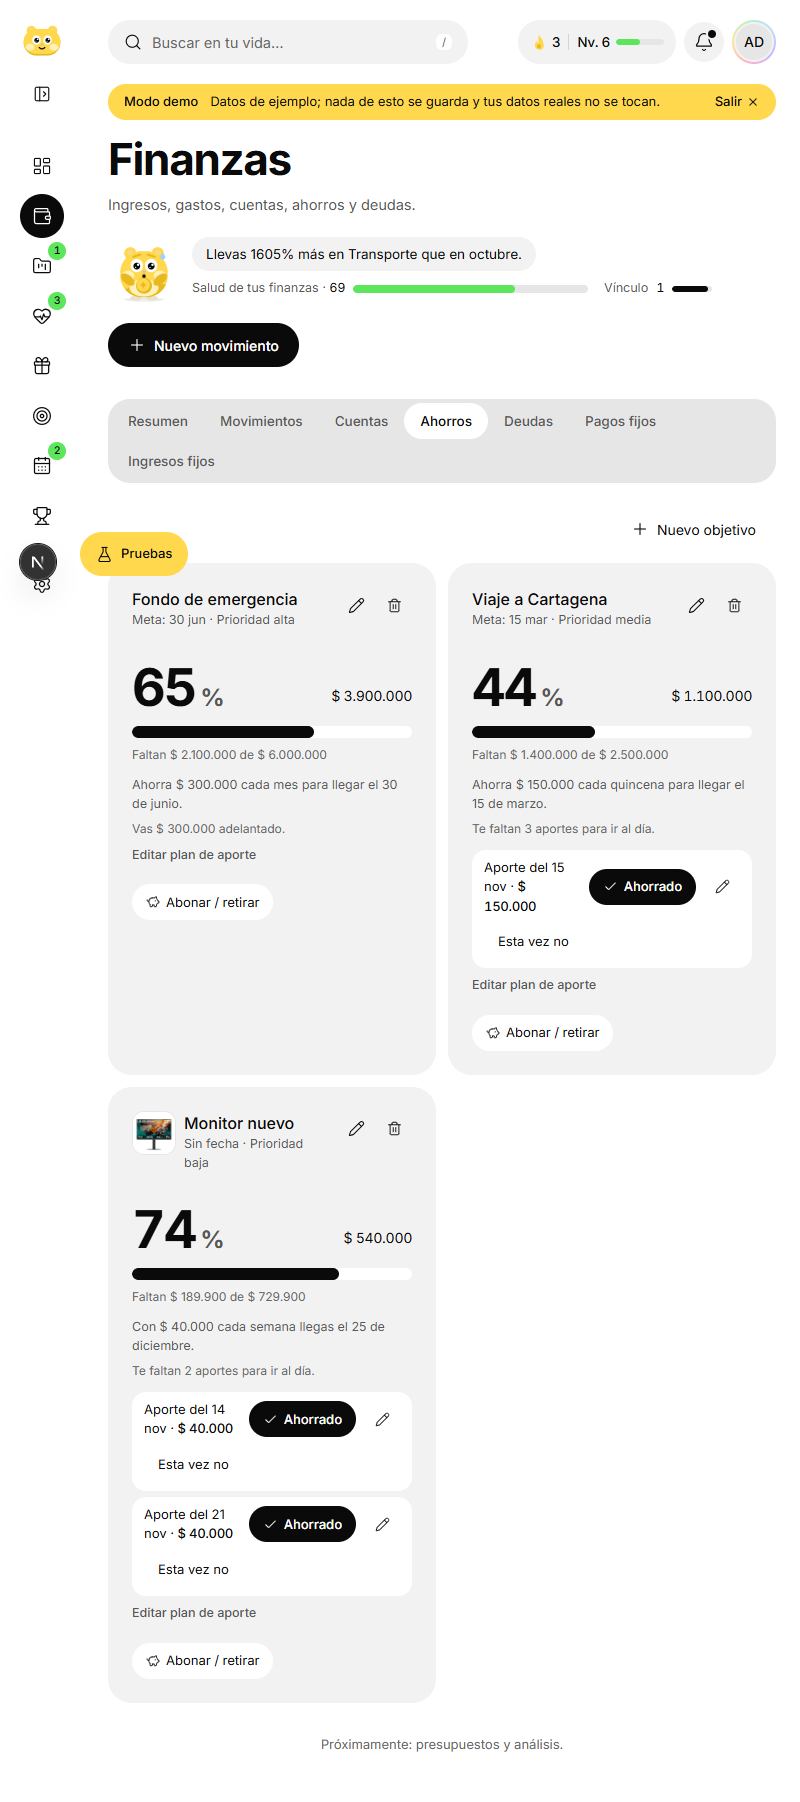 Buscar en tu vida...
/
3
Nv. 6
AD
Modo demo Datos de ejemplo; nada de esto se guarda y tus datos reales no se tocan.
Salir
Finanzas
Ingresos, gastos, cuentas, ahorros y deudas.
1
3
2
N
Llevas 1605% más en Transporte que en octubre.
Salud de tus finanzas · 69
Vínculo 1
Nuevo movimiento
Resumen
Movimientos
Cuentas
Ahorros
Deudas
Pagos fijos
Ingresos fijos
Nuevo objetivo
Pruebas
Fondo de emergencia
Meta: 30 jun · Prioridad alta
65 %
$ 3.900.000
Faltan $ 2.100.000 de $ 6.000.000
Ahorra $ 300.000 cada mes para llegar el 30
de junio.
Vas $ 300.000 adelantado.
Editar plan de aporte
Abonar / retirar
Viaje a Cartagena
Meta: 15 mar · Prioridad media
44 %
$ 1.100.000
Faltan $ 1.400.000 de $ 2.500.000
Ahorra $ 150.000 cada quincena para llegar el
15 de marzo.
Te faltan 3 aportes para ir al día.
Aporte del 15
nov · $
150.000
Ahorrado
Esta vez no
Editar plan de aporte
Abonar / retirar
Monitor nuevo
Sin fecha · Prioridad
baja
74 %
$ 540.000
Faltan $ 189.900 de $ 729.900
Con $ 40.000 cada semana llegas el 25 de
diciembre.
Te faltan 2 aportes para ir al día.
Aporte del 14
nov · $ 40.000
Ahorrado
Esta vez no
Aporte del 21
nov · $ 40.000
Ahorrado
Esta vez no
Editar plan de aporte
Abonar / retirar
Próximamente: presupuestos y análisis.